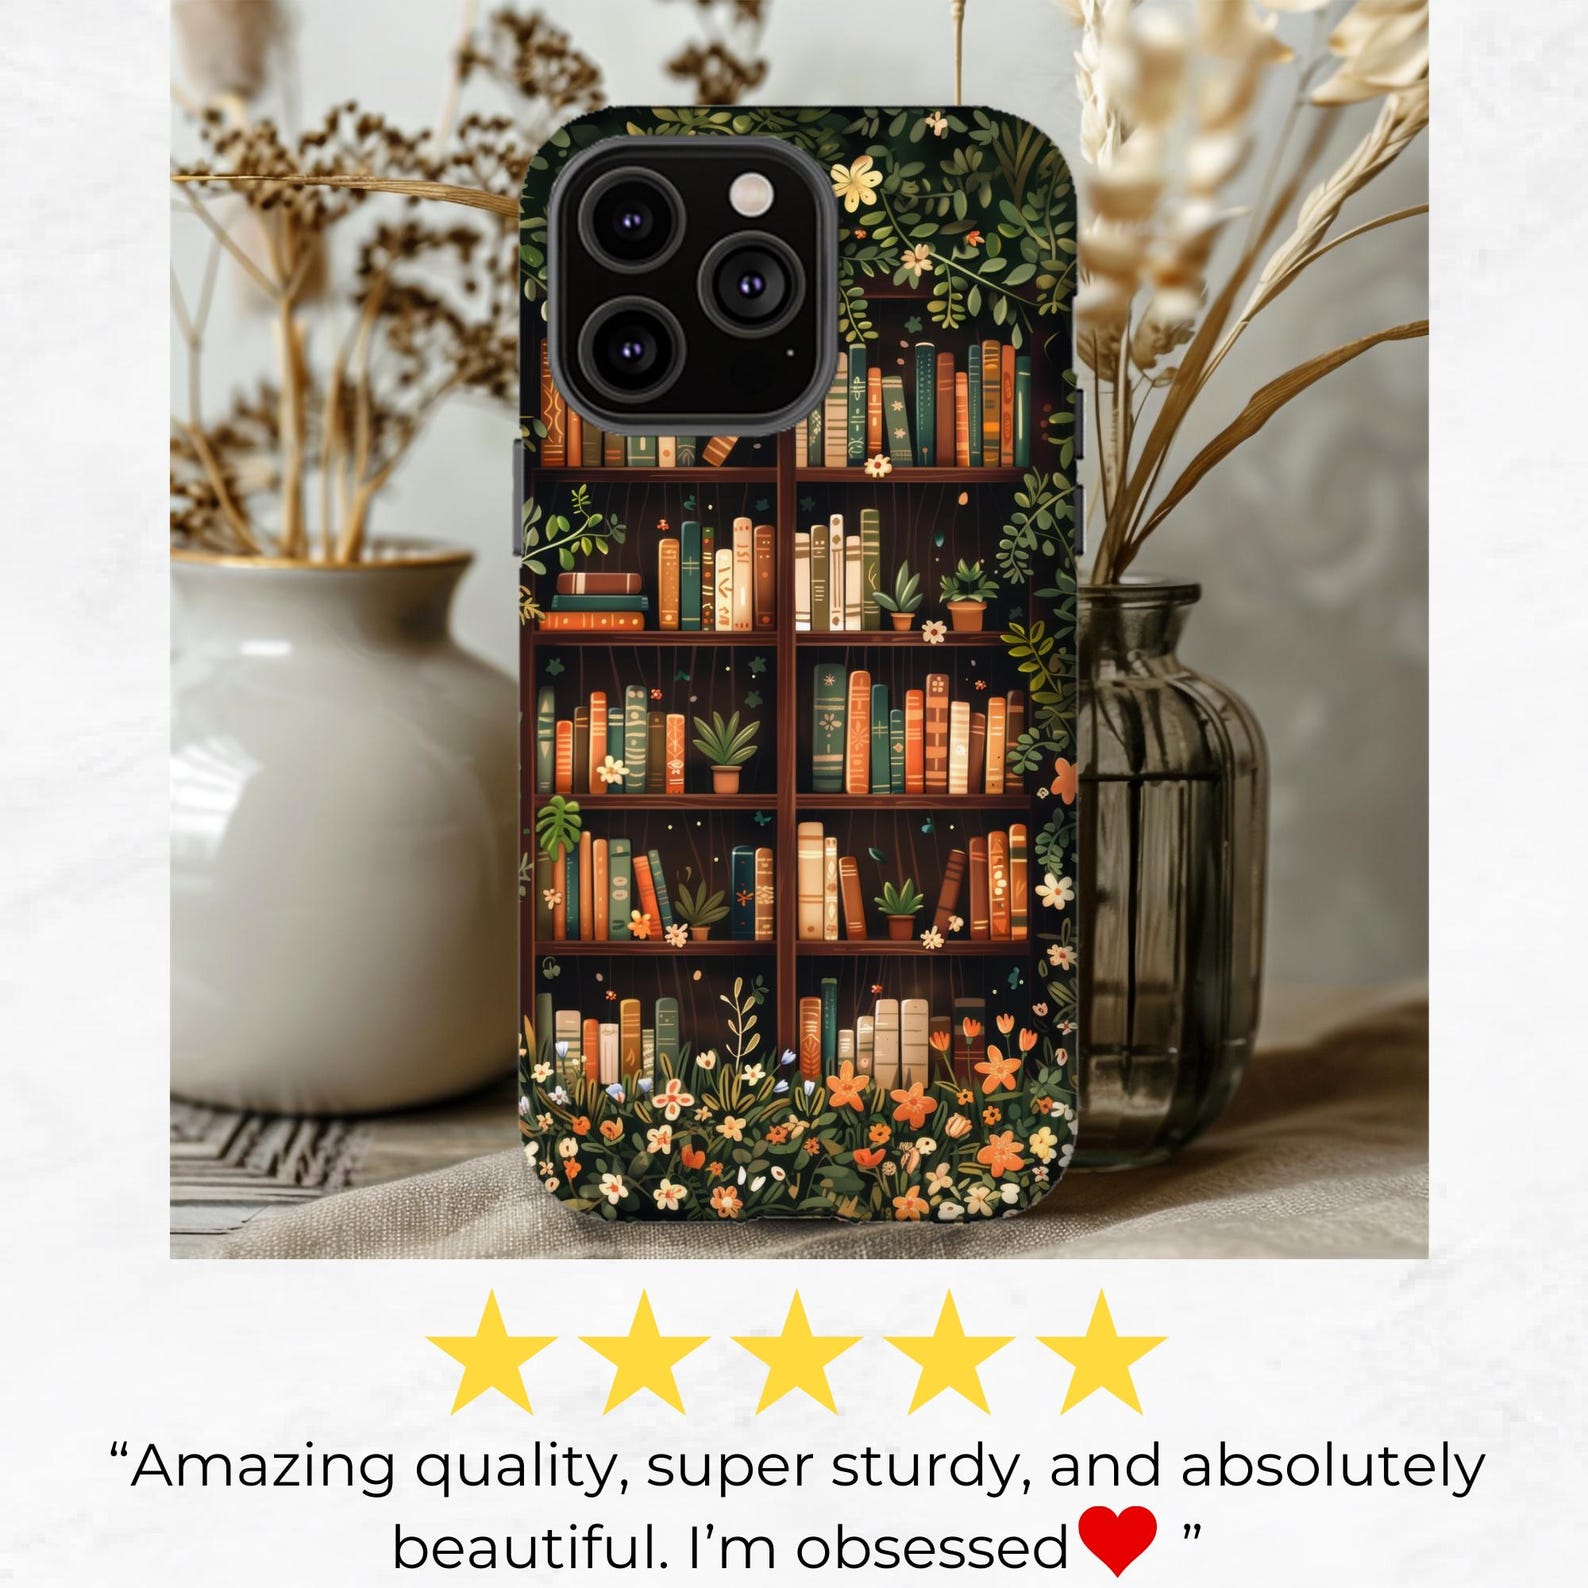 “Amazing quality, super sturdy, and absolutely
beautiful. I’m obsessed❤️ ”